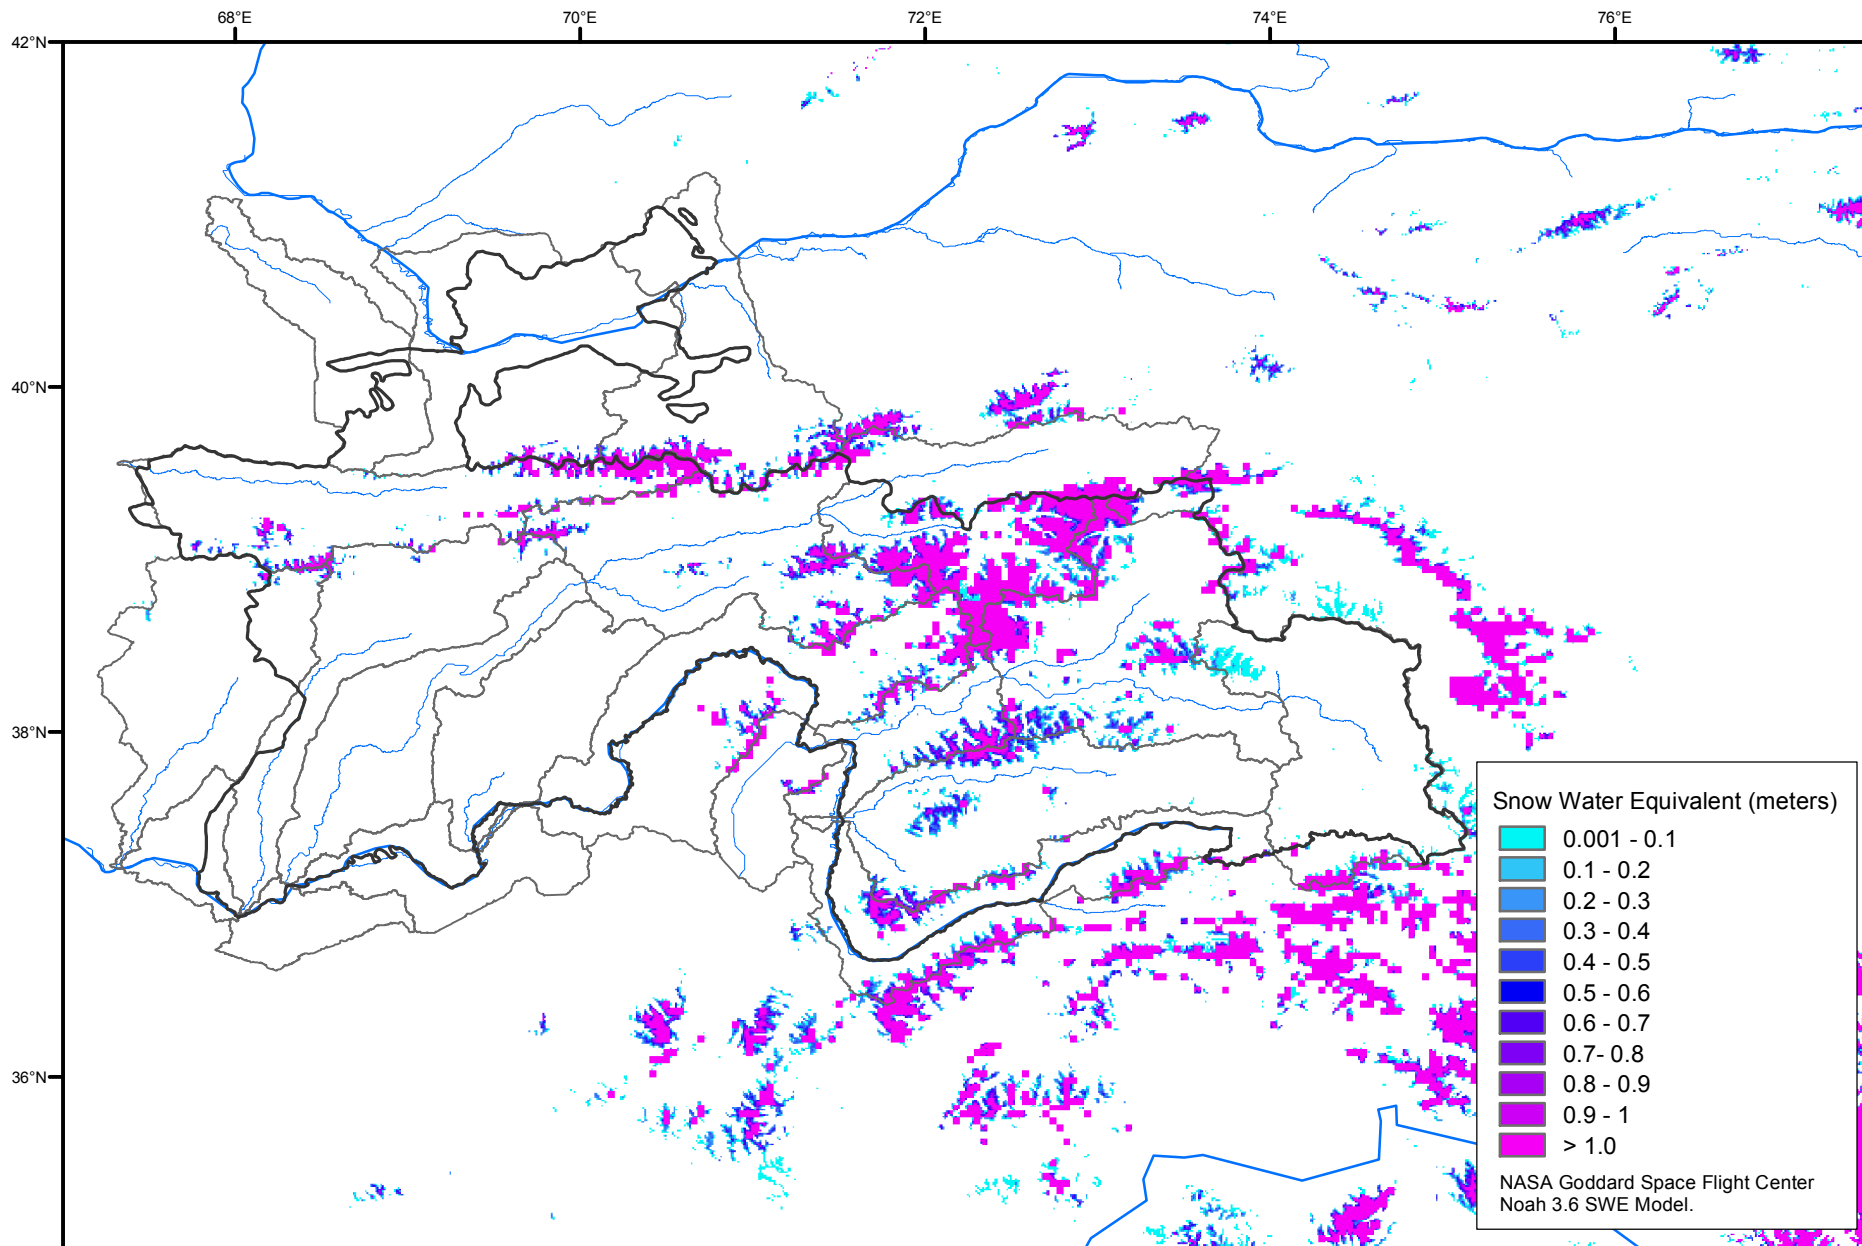 68°E
70°E
72°E
74°E
76°E
42°N
40°N
38°N
36°N
Snow Water Equivalent (meters)
0.001 - 0.1
0.1 - 0.2
0.2 - 0.3
0.3 - 0.4
0.4 - 0.5
0.5 - 0.6
0.6 - 0.7
0.7- 0.8
0.8 - 0.9
0.9 - 1
> 1.0
NASA Goddard Space Flight Center
Noah 3.6 SWE Model.